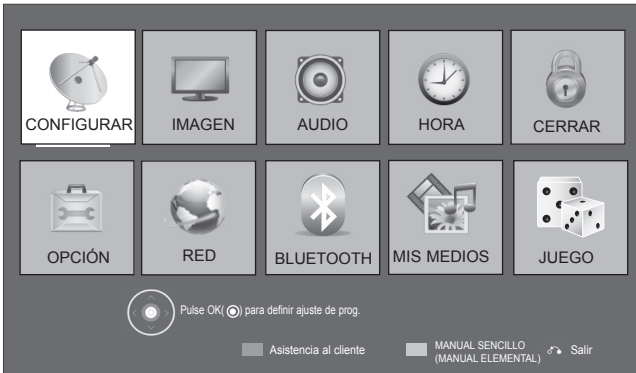 CONFIGURAR IMAGEN AUDIO HORA CERRAR
OPCIÓN RED BLUETOOTH MIS MEDIOS JUEGO
Pulse OK( ) para definir ajuste de prog.
Asistencia al cliente
MANUAL SENCILLO
(MANUAL ELEMENTAL)
Salir